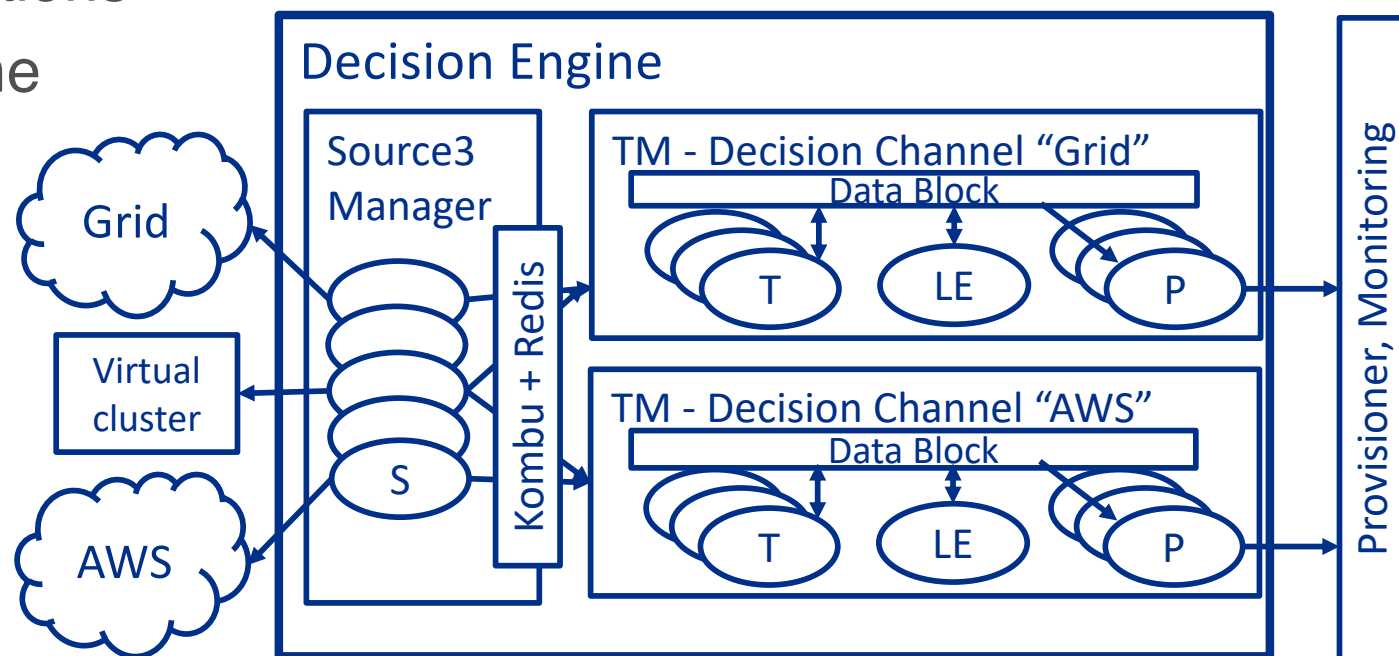 Decision Engine
Grid
Virtual
cluster
AWS
Source3
Manager
S
Kombu + Redis
TM - Decision Channel “Grid”
Data Block
T
LE
P
TM - Decision Channel “AWS”
Data Block
T
LE
P
Provisioner, Monitoring